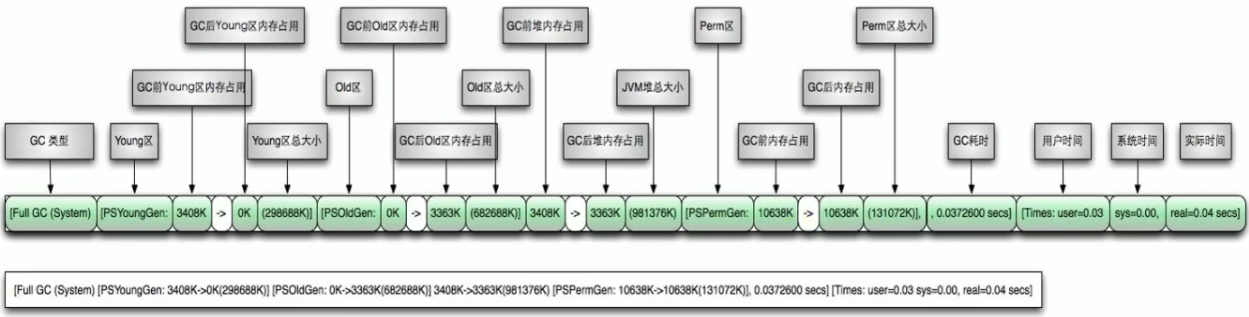 GC后Young区内存占用 GC前Old区内存占用 GC前堆内存占用 Perm区 Perm区总大小
GC前Young区内存占用 Old区 Old区总大小 JVM堆总大小 GC后内存占用
GC 类型 Young区 Young区总大小 GC后Old区内存占用 GC后堆内存占用 GC前内存占用 GC耗时 用户时间 系统时间 实际时间
[Full GC (System) [PSYoungGen: 3408K -> 0K (298688K)] [PSOldGen: 0K -> 3363K (682688K)] 3408K -> 3363K (981376K) [PSPermGen: 10638K -> 10638K (131072K)], , 0.0372600 secs] [Times: user=0.03 sys=0.00, real=0.04 secs]
[Full GC (System) [PSYoungGen: 3408K->0K(298688K)] [PSOldGen: 0K->3363K(682688K)] 3408K->3363K(981376K) [PSPermGen: 10638K->10638K(131072K)], 0.0372600 secs] [Times: user=0.03 sys=0.00, real=0.04 secs]